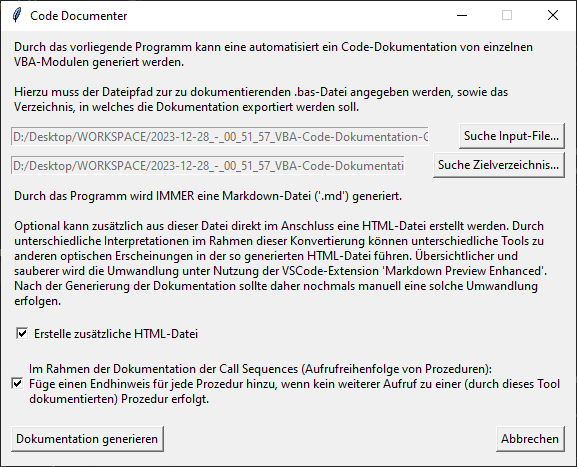 Code Documenter
Durch das vorliegende Programm kann eine automatisiert ein Code-Dokumentation von einzelnen
VBA-Modulen generiert werden.
Hierzu muss der Dateipfad zur zu dokumentierenden .bas-Datei angegeben werden, sowie das
Verzeichnis, in welches die Dokumentation exportiert werden soll.
D:/Desktop/WORKSPACE/2023-12-28_-_00_51_57_VBA-Code-Dokumentation-
Suche Input-File...
D:/Desktop/WORKSPACE/2023-12-28_-_00_51_57_VBA-Code-Dokumentati
Suche Zielverzeichnis...
Durch das Programm wird IMMER eine Markdown-Datei ('.md') generiert.
Optional kann zusätzlich aus dieser Datei direkt im Anschluss eine HTML-Datei erstellt werden. Durch
unterschiedliche Interpretationen im Rahmen dieser Konvertierung können unterschiedliche Tools zu
anderen optischen Erscheinungen in der so generierten HTML-Datei führen. Übersichtlicher und
sauberer wird die Umwandlung unter Nutzung der VSCode-Extension 'Markdown Preview Enhanced'.
Nach der Generierung der Dokumentation sollte daher nochmals manuell eine solche Umwandlung
erfolgen.
Erstelle zusätzliche HTML-Datei
Im Rahmen der Dokumentation der Call Sequences (Aufrufreihenfolge von Prozeduren):
Füge einen Endhinweis für jede Prozedur hinzu, wenn kein weiterer Aufruf zu einer (durch dieses Tool
dokumentierten) Prozedur erfolgt.
Dokumentation generieren
Abbrechen